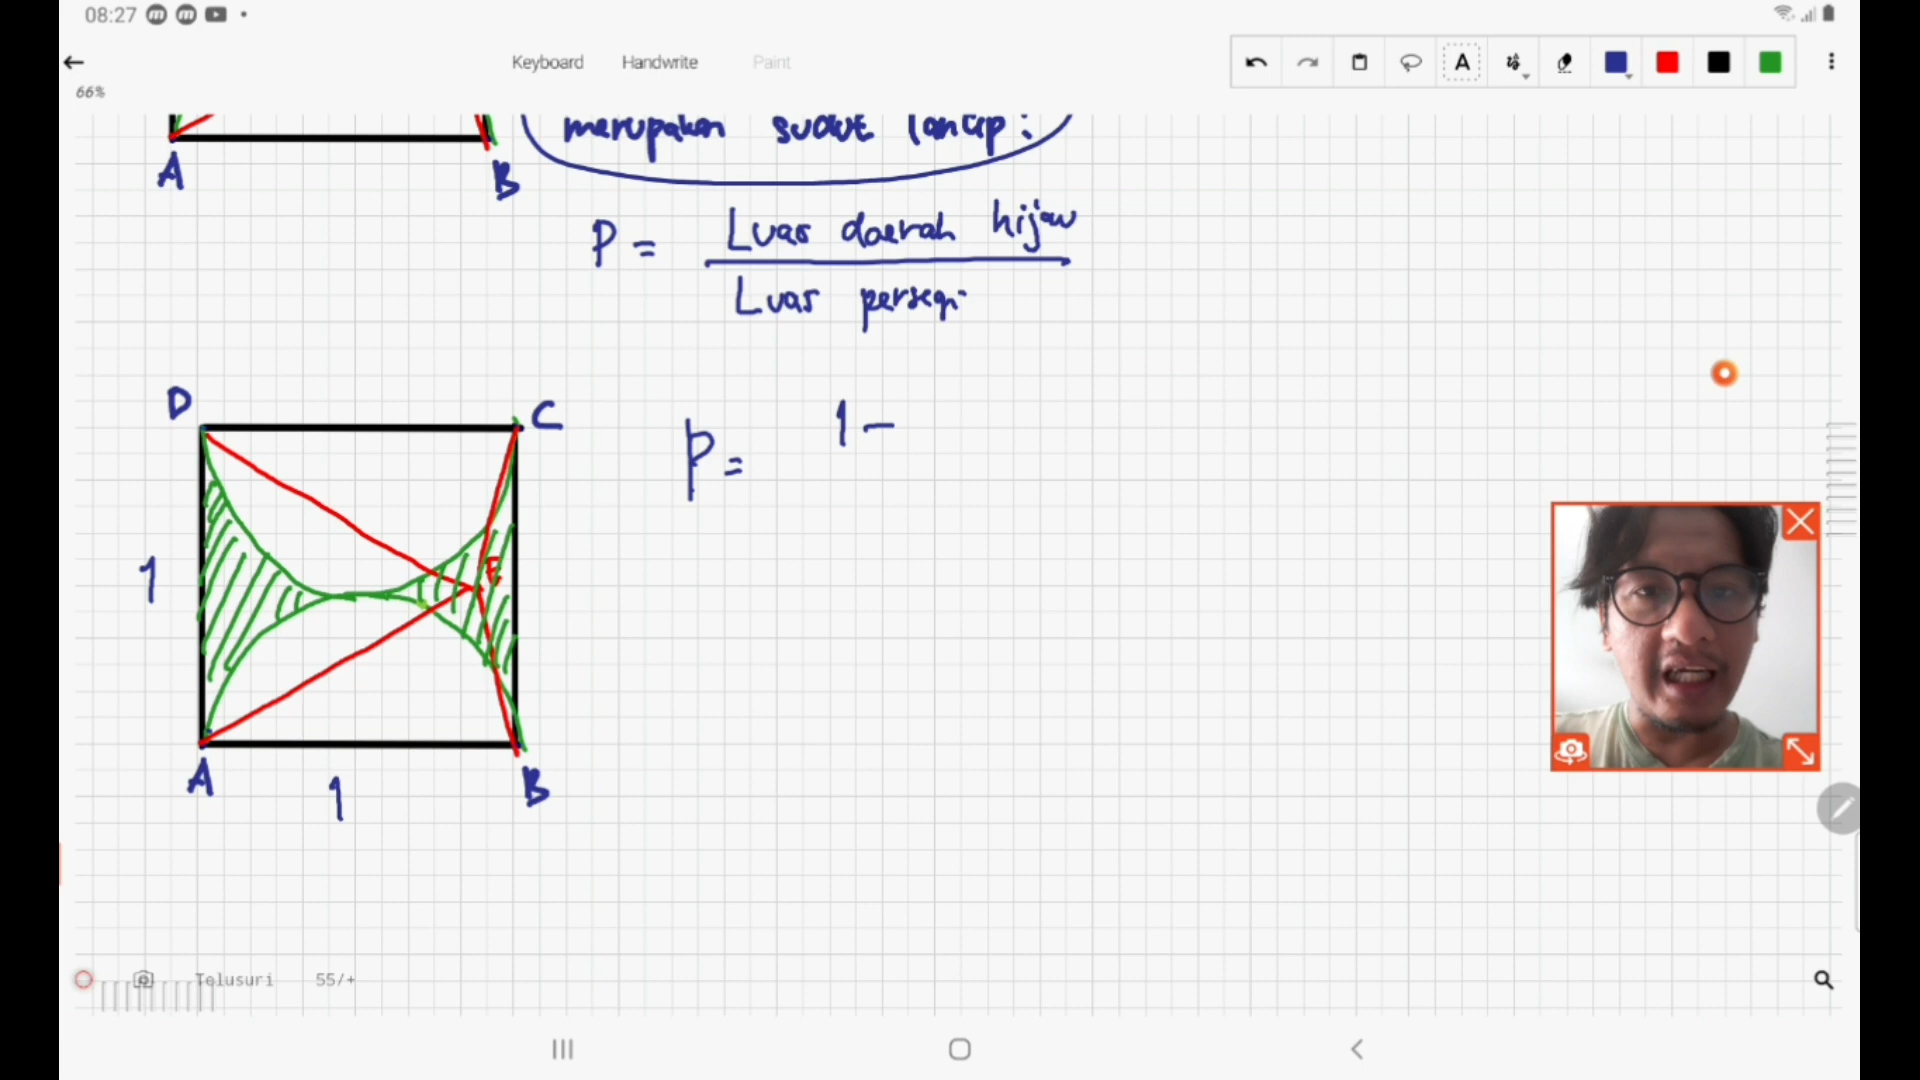 08:27
Keyboard Handwrite Paint
A
66%
merupakan sudut lancip:
A B
P = Luas daerah hijau
Luas persegi
D C
P = 1 -
E
1
A 1 B
Telusuri 55/+